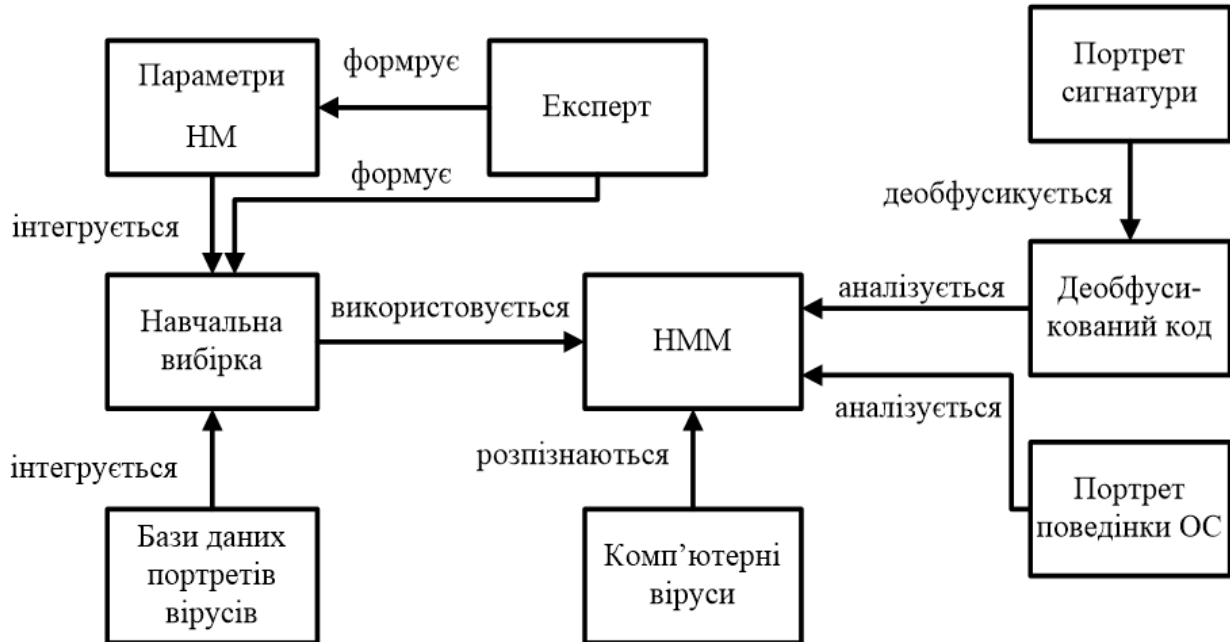 Параметри
НМ
формрує
Експерт
Портрет
сигнатури
формує
інтегрується
деобфусикується
Навчальна
вибірка
використовується
НММ
аналізується
Деобфуси-
кований код
аналізується
інтегрується
розпізнаються
Портрет
поведінки ОС
Бази даних
портретів
вірусів
Комп’ютерні
віруси